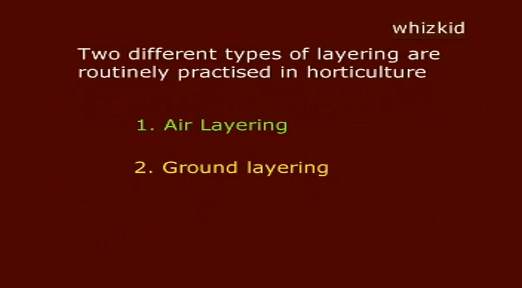 whizkid
Two different types of layering are
routinely practised in horticulture
1. Air Layering
2. Ground layering